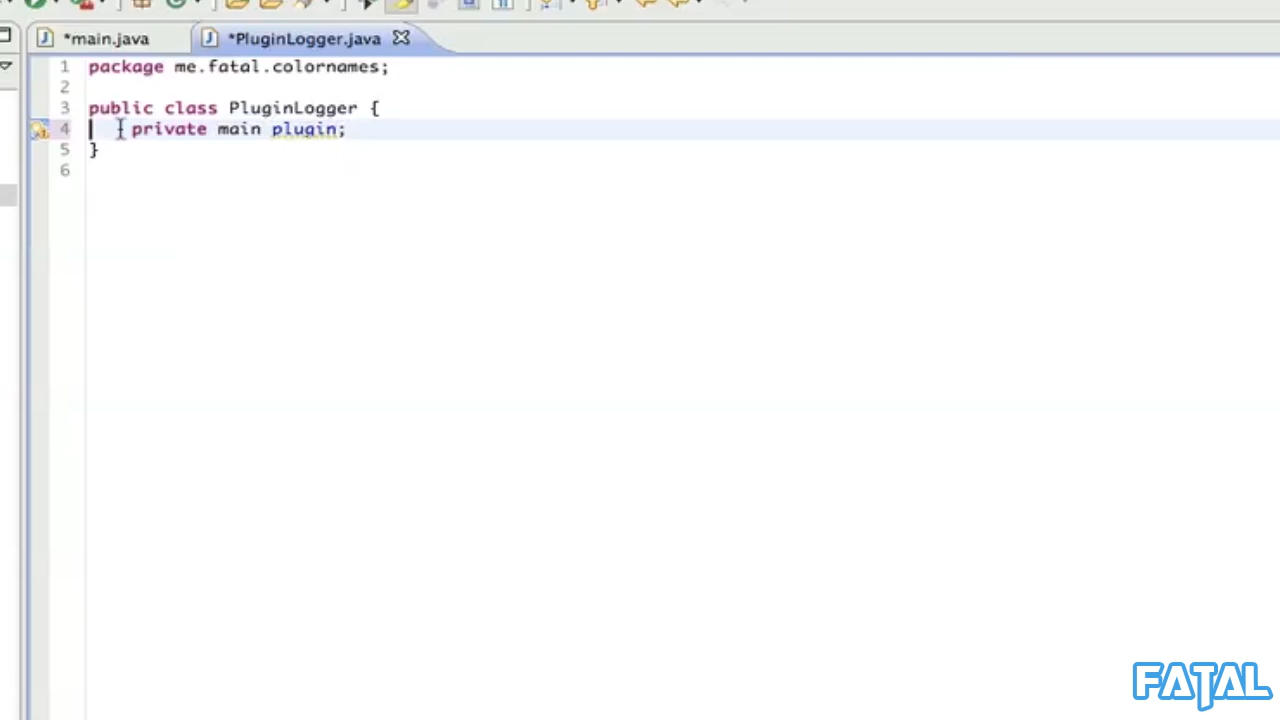 *main.java
*PluginLogger.java
1 package me.fatal.colornames;
2
3 public class PluginLogger {
4 private main plugin;
5 }
6
FATAL